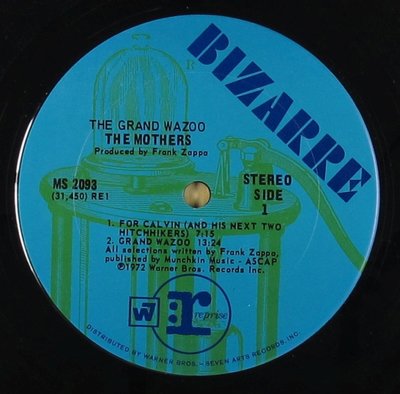 BIZARRE
R
THE GRAND WAZOO
THE MOTHERS
Produced by Frank Zappa
MS 2093
(31,450) RE1
STEREO
SIDE
1
1. FOR CALVIN (AND HIS NEXT TWO
HITCHHIKERS) 7:15
2. GRAND WAZOO 13:24
All selections written by Frank Zappa,
published by Munchkin Music - ASCAP
℗1972 Warner Bros. Records Inc.
W7
:r
reprise
DISTRIBUTED BY WARNER BROS.-SEVEN ARTS RECORDS, INC.